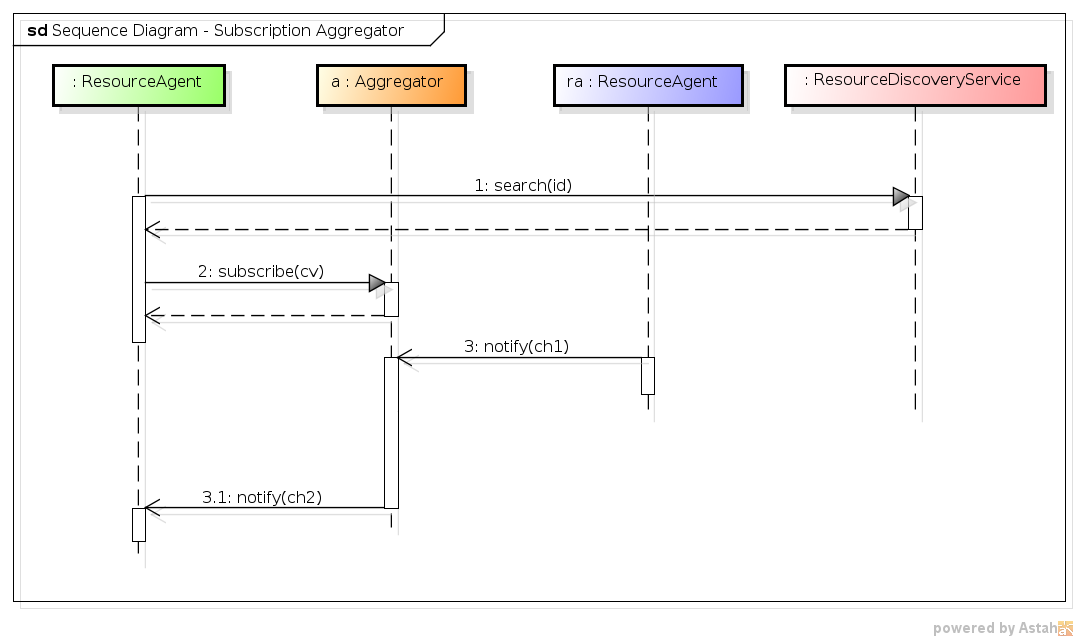 sd Sequence Diagram - Subscription Aggregator
: ResourceAgent
a : Aggregator
ra : ResourceAgent
: ResourceDiscoveryService
1: search(id)
2: subscribe(cv)
3: notify(ch1)
3.1: notify(ch2)
powered by Astah